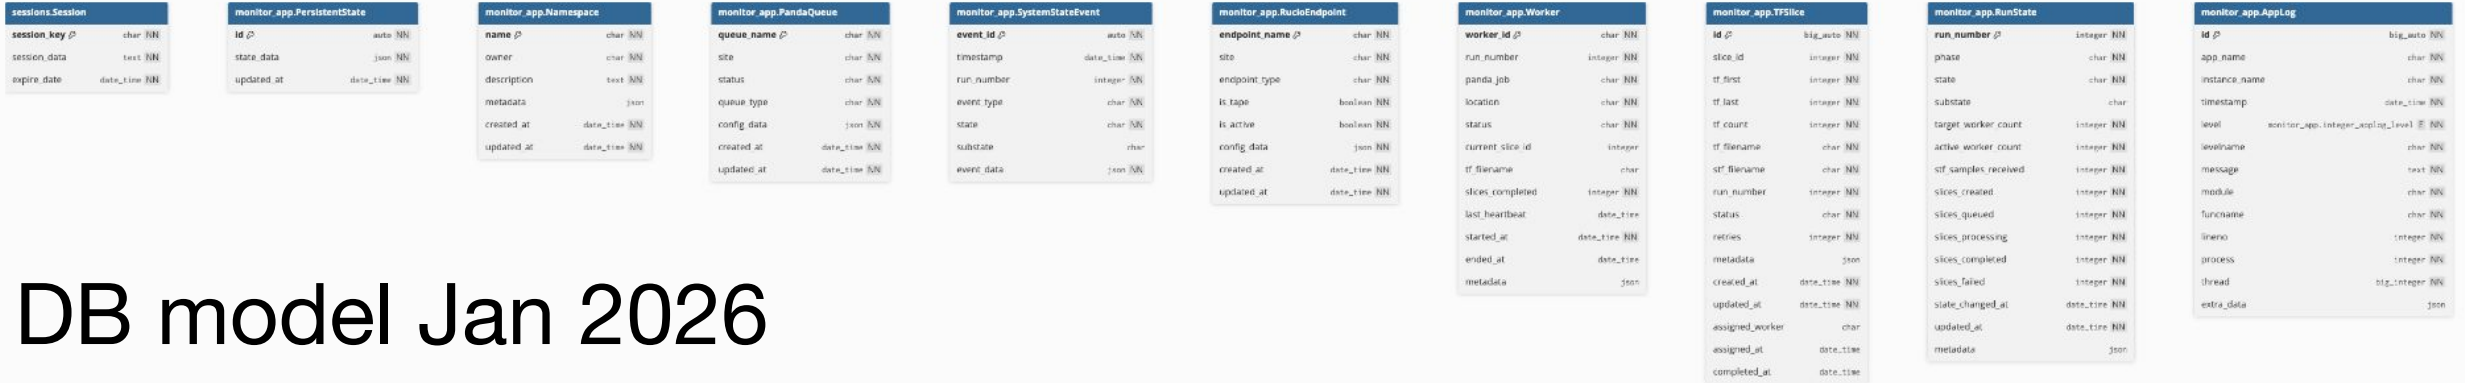 sessions.Session
session_key char NN
session_data text NN
expire_date date_time NN
monitor_app.PersistentState
id auto NN
state_data json NN
updated_at date_time NN
monitor_app.Namespace
name char NN
owner char NN
description text NN
metadata json
created_at date_time NN
updated_at date_time NN
monitor_app.PandaQueue
queue_name char NN
site char NN
status char NN
queue_type char NN
config_data json NN
created_at date_time NN
updated_at date_time NN
monitor_app.SystemStateEvent
event_id auto NN
timestamp date_time NN
run_number integer NN
event_type char NN
state char NN
substate char
event_data json NN
monitor_app.RucioEndpoint
endpoint_name char NN
site char NN
endpoint_type char NN
is_tape boolean NN
is_active boolean NN
config_data json NN
created_at date_time NN
updated_at date_time NN
monitor_app.Worker
worker_id char NN
run_number integer NN
panda_job char NN
location char NN
status char NN
current_slice_id integer
tf_filename char
slices_completed integer NN
last_heartbeat date_time
started_at date_time NN
ended_at date_time
metadata json
monitor_app.TFSlice
id big_auto NN
slice_id integer NN
tf_first integer NN
tf_last integer NN
tf_count integer NN
tf_filename char NN
stf_filename char NN
run_number integer NN
status char NN
retries integer NN
metadata json
created_at date_time NN
updated_at date_time NN
assigned_worker char
assigned_at date_time
completed_at date_time
monitor_app.RunState
run_number integer NN
phase char NN
state char NN
substate char
target_worker_count integer NN
active_worker_count integer NN
stf_samples_received integer NN
slices_created integer NN
slices_queued integer NN
slices_processing integer NN
slices_completed integer NN
slices_failed integer NN
state_changed_at date_time NN
updated_at date_time NN
metadata json
monitor_app.AppLog
id big_auto NN
app_name char NN
instance_name char NN
timestamp date_time NN
level monitor_app.integer_applog_level E NN
levelname char NN
message text NN
module char NN
funcname char NN
lineno integer NN
process integer NN
thread big_integer NN
extra_data json
DB model Jan 2026